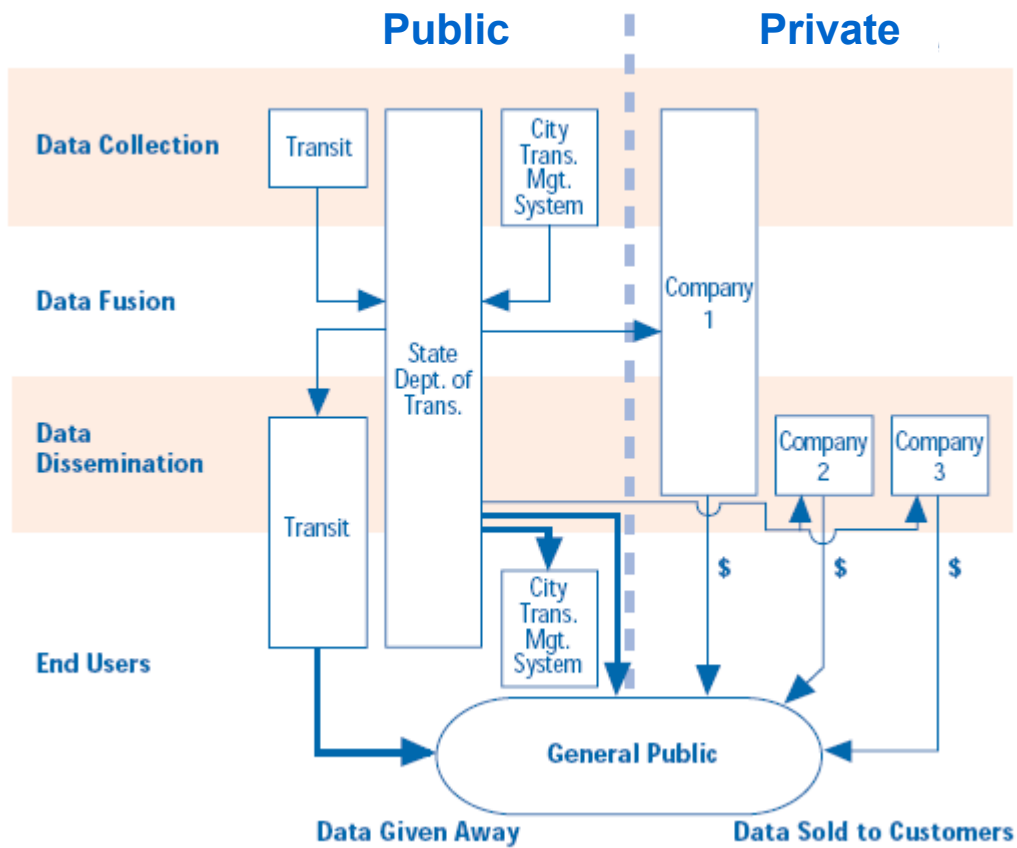 Public
Private
Data Collection
Transit
City
Trans.
Mgt.
System
Data Fusion
Company
1
State
Dept. of
Trans.
Data
Dissemination
Company
2
Company
3
Transit
$
$
$
City
Trans.
Mgt.
System
End Users
General Public
Data Given Away
Data Sold to Customers